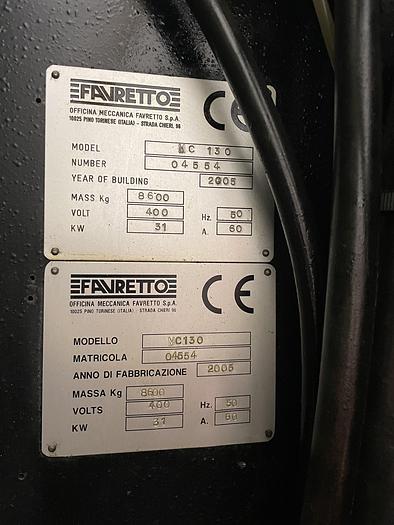 FAVRETTO CE
OFFICINA MECCANICA FAVRETTO S.p.A.
10025 PINO TORINESE (ITALIA) - STRADA CHIERI, 98
MODEL MC 130
NUMBER 04554
YEAR OF BUILDING 2005
MASS Kg 8600
VOLT 400 Hz. 50
KW 31 A. 60
FAVRETTO CE
OFFICINA MECCANICA FAVRETTO S.p.A.
10025 PINO TORINESE (ITALIA) - STRADA CHIERI, 98
MODELLO MC130
MATRICOLA 04554
ANNO DI FABBRICAZIONE 2005
MASSA Kg 8600
VOLTS 400 Hz. 50
KW 31 A. 60